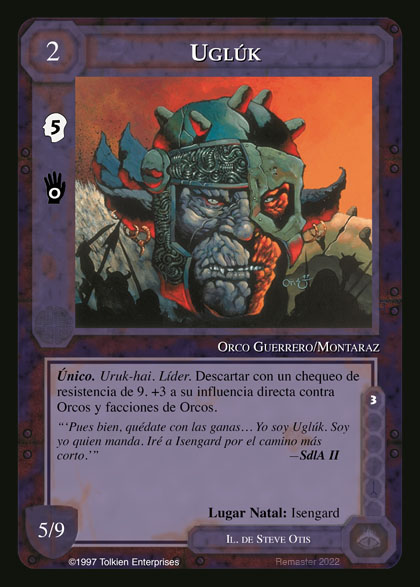 2
UGLÚK
5
ORCO GUERRERO/MONTARAZ
Único. Uruk-hai. Líder. Descartar con un chequeo de
resistencia de 9. +3 a su influencia directa contra
Orcos y facciones de Orcos.
3
“‘Pues bien, quédate con las ganas… Yo soy Uglúk. Soy
yo quien manda. Iré a Isengard por el camino más
corto.’” —SdlA II
Lugar Natal: Isengard
5/9
IL. DE STEVE OTIS
©1997 Tolkien Enterprises
Remaster 2022